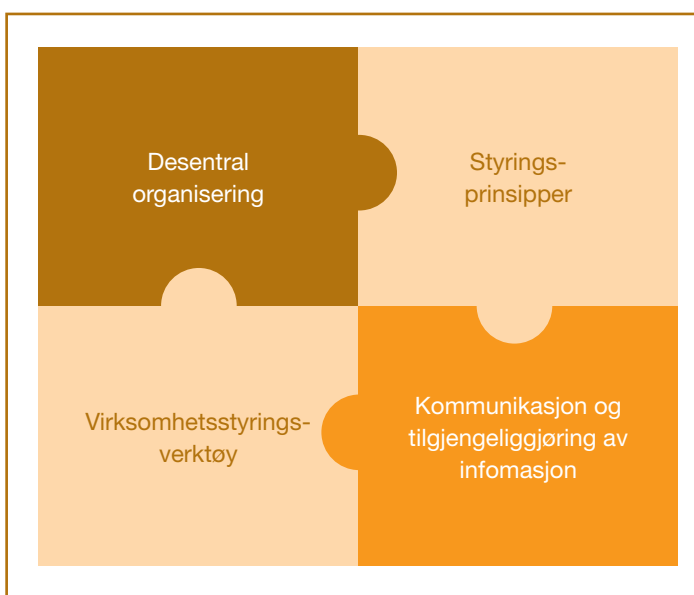 Desentral
organisering
Styrings-
prinsipper
Virksomhetsstyrings-
verktøy
Kommunikasjon og
tilgjengeliggjøring av
infomasjon